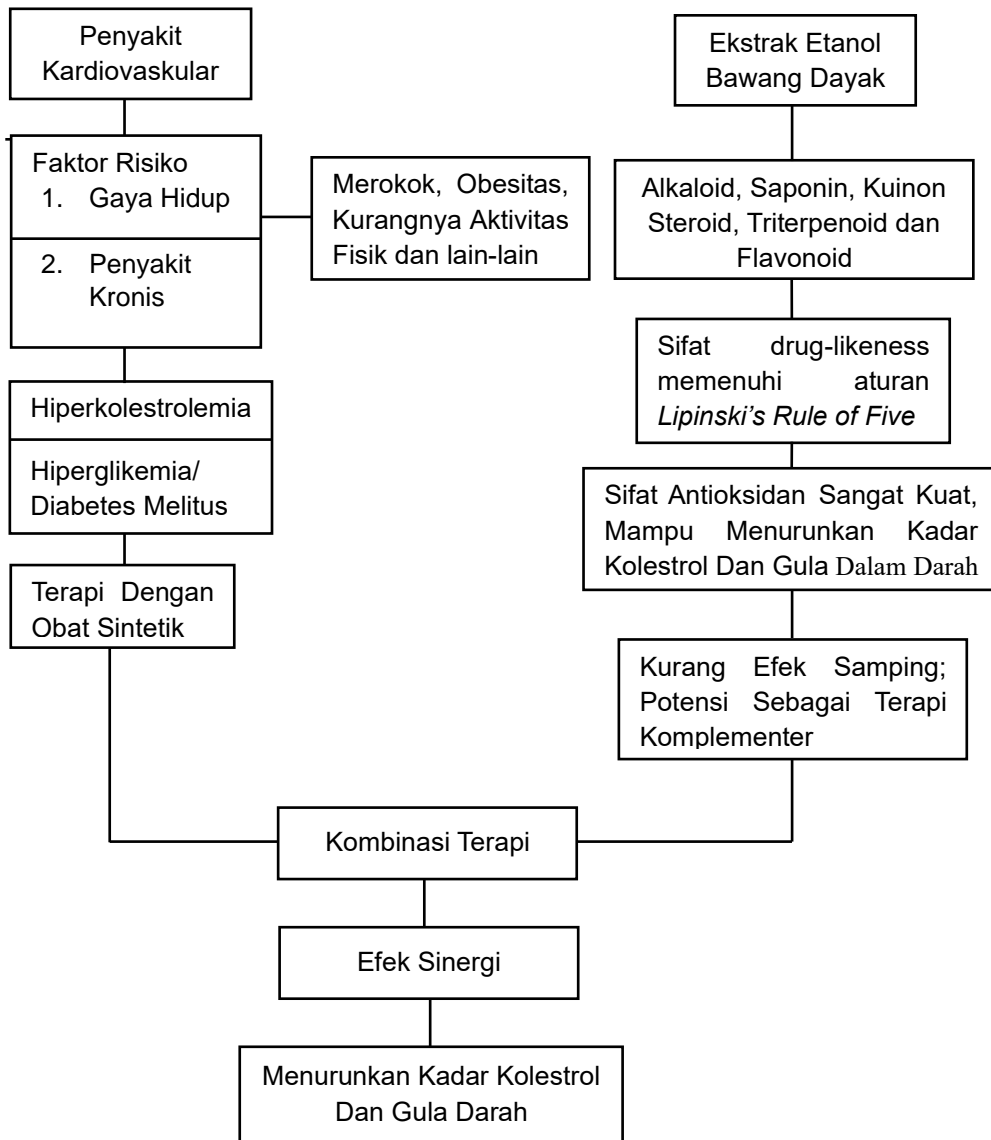 Penyakit
Kardiovaskular
Faktor Risiko
1. Gaya Hidup
2. Penyakit
Kronis
Merokok, Obesitas,
Kurangnya Aktivitas
Fisik dan lain-lain
Hiperkolestrolemia
Hiperglikemia/
Diabetes Melitus
Terapi Dengan
Obat Sintetik
Ekstrak Etanol
Bawang Dayak
Alkaloid, Saponin, Kuinon
Steroid, Triterpenoid dan
Flavonoid
Sifat drug-likeness
memenuhi aturan
Lipinski’s Rule of Five
Sifat Antioksidan Sangat Kuat,
Mampu Menurunkan Kadar
Kolestrol Dan Gula Dalam Darah
Kurang Efek Samping;
Potensi Sebagai Terapi
Komplementer
Kombinasi Terapi
Efek Sinergi
Menurunkan Kadar Kolestrol
Dan Gula Darah